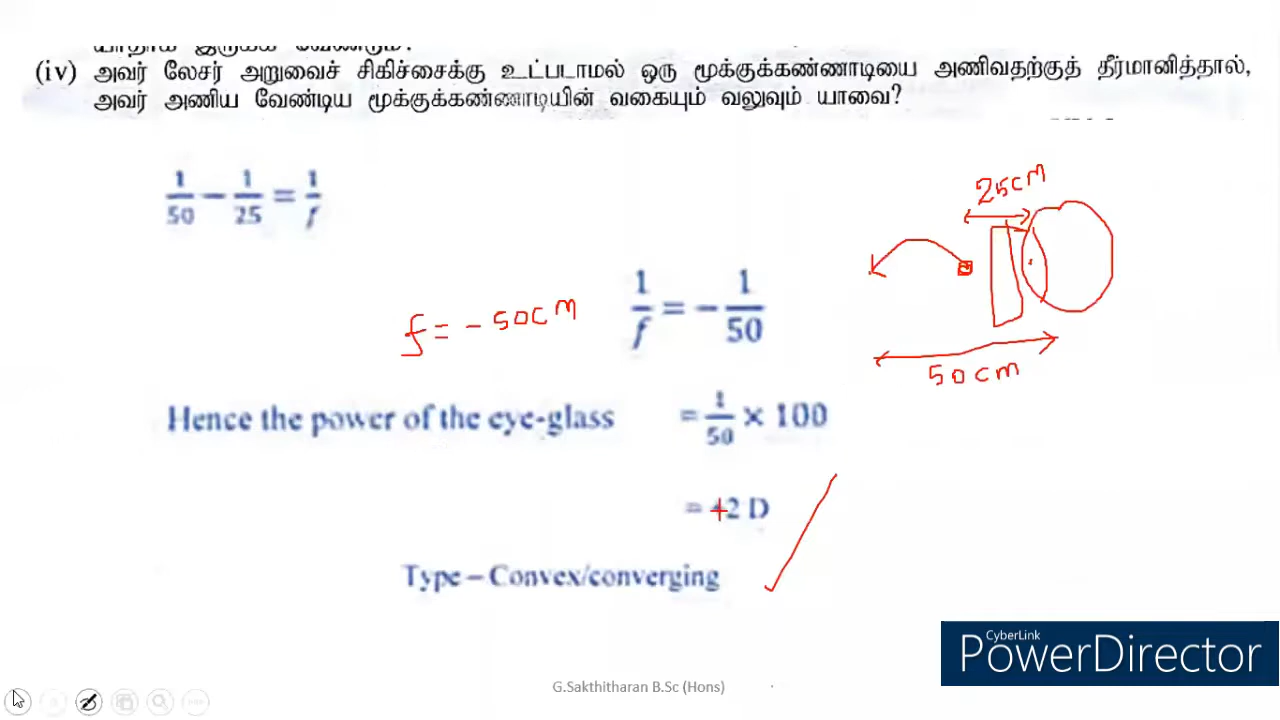 யாதாக இருக்க வேண்டும்?
(iv) அவர் லேசர் அறுவைச் சிகிச்சைக்கு உட்படாமல் ஒரு மூக்குக்கண்ணாடியை அணிவதற்குத் தீர்மானித்தால்,
அவர் அணிய வேண்டிய மூக்குக்கண்ணாடியின் வகையும் வலுவும் யாவை?
1/50 − 1/25 = 1/f
25cm
f = - 50cm
1/f = − 1/50
50cm
Hence the power of the eye-glass = 1/50 × 100
= +2 D
Type – Convex/converging
CyberLink
PowerDirector
G.Sakthitharan B.Sc (Hons)